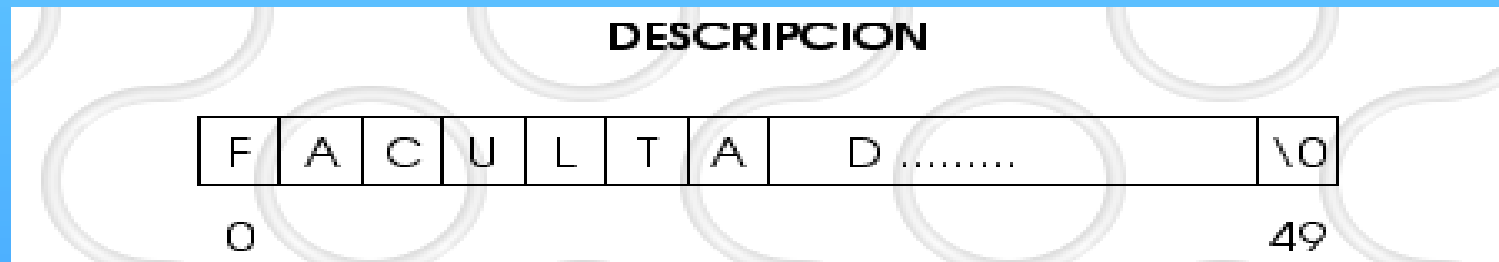 DESCRIPCION
F A C U L T A D ......... \0
0 49